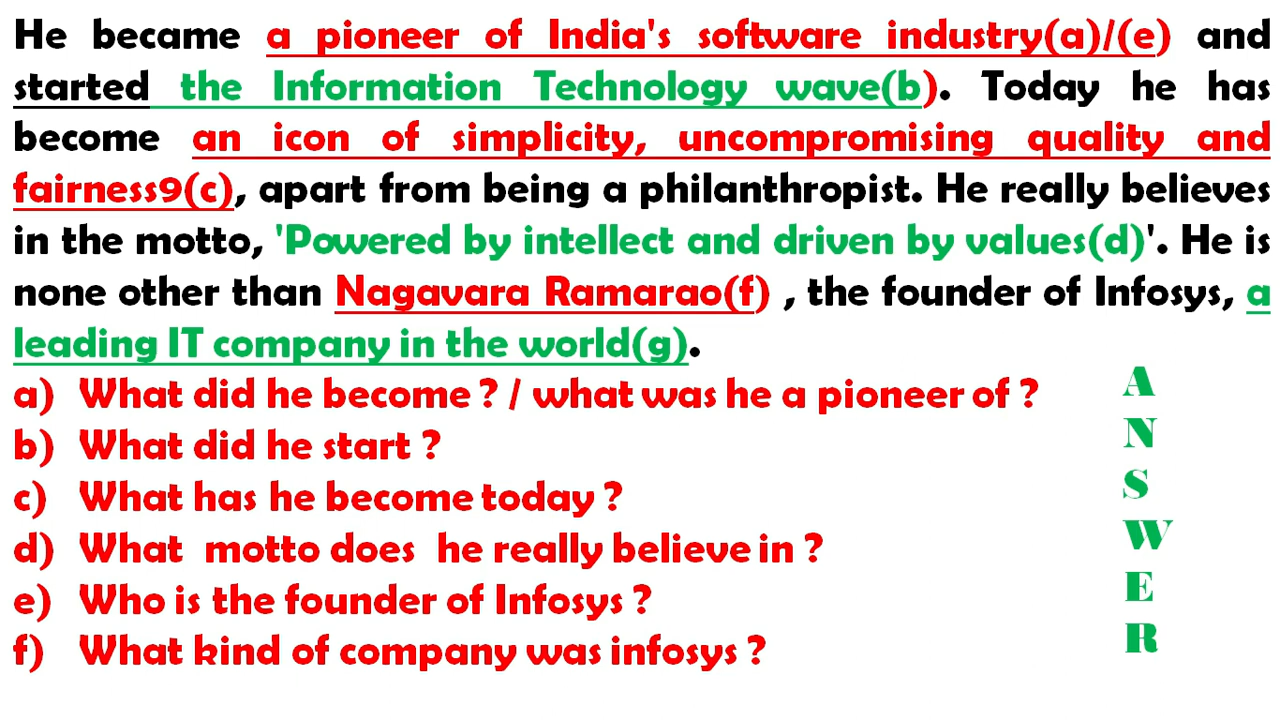 He became a pioneer of India's software industry(a)/(e) and
started the Information Technology wave(b). Today he has
become an icon of simplicity, uncompromising quality and
fairness9(c), apart from being a philanthropist. He really believes
in the motto, 'Powered by intellect and driven by values(d)'. He is
none other than Nagavara Ramarao(f) , the founder of Infosys, a
leading IT company in the world(g).
a) What did he become ? / what was he a pioneer of ?
b) What did he start ?
c) What has he become today ?
d) What motto does he really believe in ?
e) Who is the founder of Infosys ?
f) What kind of company was infosys ?
A
N
S
W
E
R